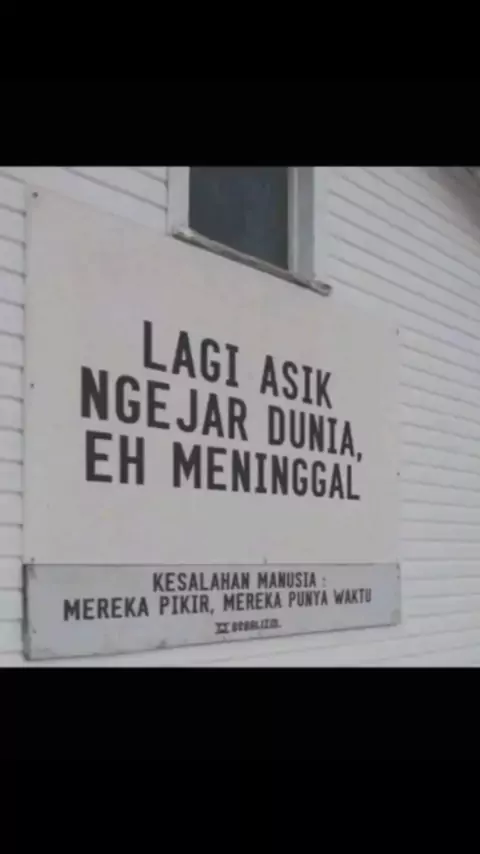 LAGI ASIK
NGEJAR DUNIA,
EH MENINGGAL
KESALAHAN MANUSIA :
MEREKA PIKIR, MEREKA PUNYA WAKTU